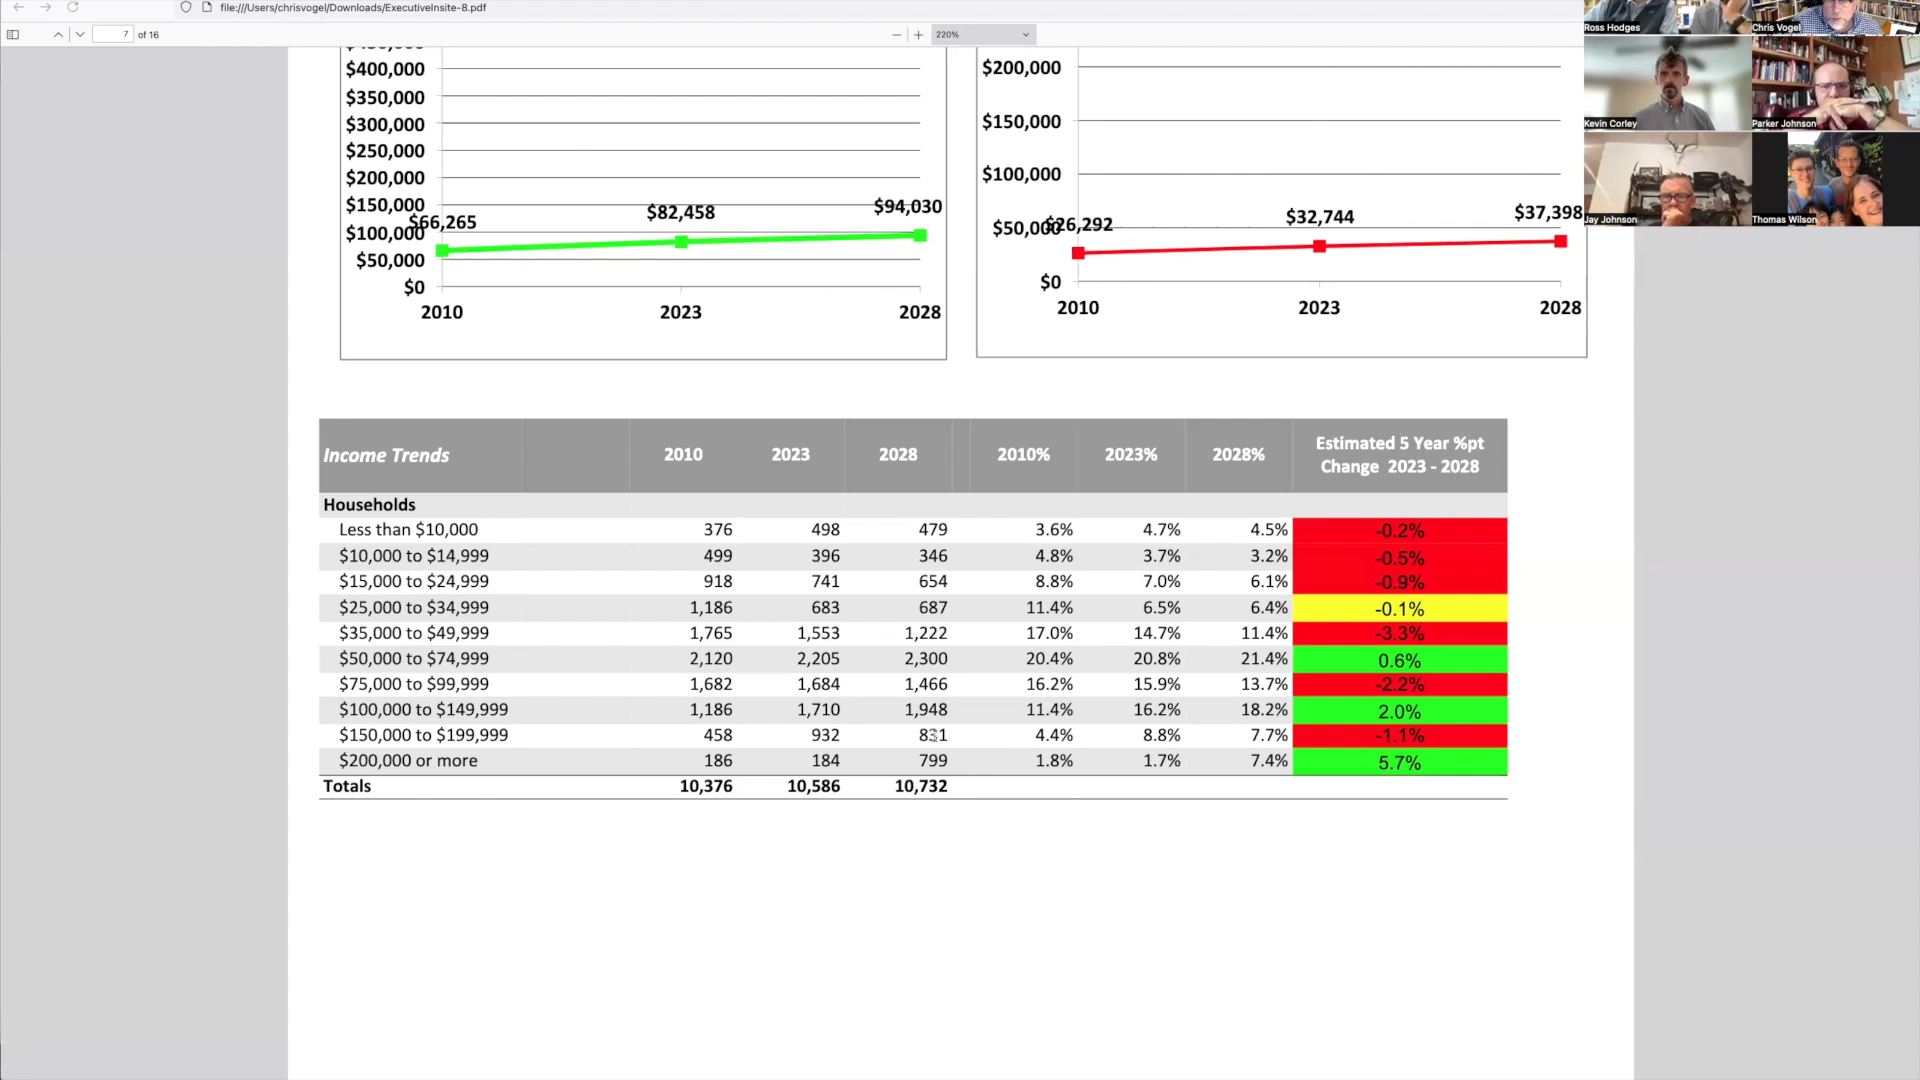 file:///Users/chrisvogel/Downloads/ExecutiveInsite-8.pdf
7 of 16
220%
Ross Hodges
Chris Vogel
Kevin Corley
Parker Johnson
Jay Johnson
Thomas Wilson
$400,000
$350,000
$300,000
$250,000
$200,000
$150,000
$100,000
$50,000
$0
$66,265
$82,458
$94,030
2010 2023 2028
$200,000
$150,000
$100,000
$50,000
$0
$26,292
$32,744
$37,398
2010 2023 2028
Income Trends 2010 2023 2028 2010% 2023% 2028% Estimated 5 Year %pt Change 2023 - 2028
Households
Less than $10,000 376 498 479 3.6% 4.7% 4.5% -0.2%
$10,000 to $14,999 499 396 346 4.8% 3.7% 3.2% -0.5%
$15,000 to $24,999 918 741 654 8.8% 7.0% 6.1% -0.9%
$25,000 to $34,999 1,186 683 687 11.4% 6.5% 6.4% -0.1%
$35,000 to $49,999 1,765 1,553 1,222 17.0% 14.7% 11.4% -3.3%
$50,000 to $74,999 2,120 2,205 2,300 20.4% 20.8% 21.4% 0.6%
$75,000 to $99,999 1,682 1,684 1,466 16.2% 15.9% 13.7% -2.2%
$100,000 to $149,999 1,186 1,710 1,948 11.4% 16.2% 18.2% 2.0%
$150,000 to $199,999 458 932 831 4.4% 8.8% 7.7% -1.1%
$200,000 or more 186 184 799 1.8% 1.7% 7.4% 5.7%
Totals 10,376 10,586 10,732